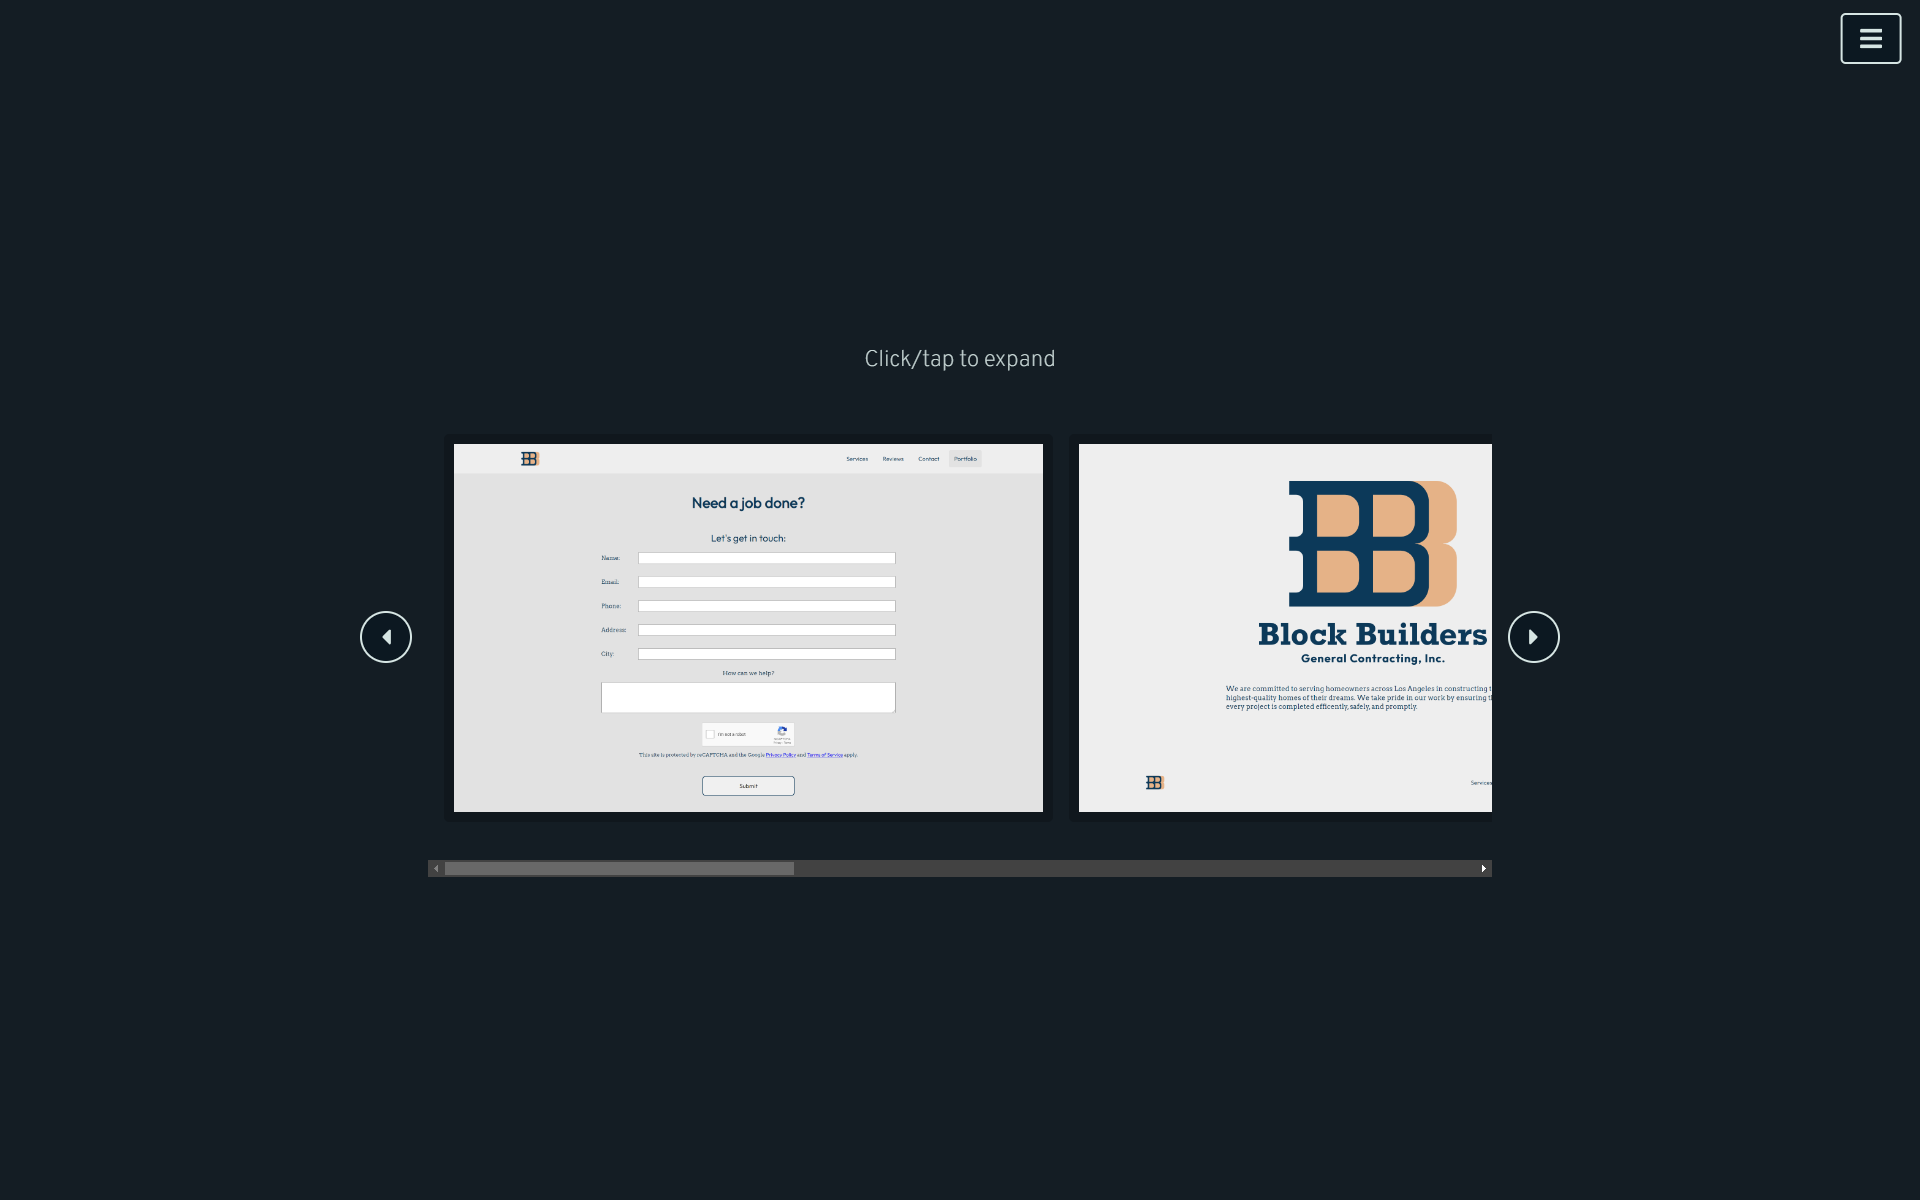 Click/tap to expand
Services Reviews Contact Portfolio
Need a job done?
Let's get in touch:
Name:
Email:
Phone:
Address:
City:
How can we help?
I'm not a robot
This site is protected by reCAPTCHA and the Google Privacy Policy and Terms of Service apply.
Submit
Block Builders
General Contracting, Inc.
We are committed to serving homeowners across Los Angeles in constructing t
highest-quality homes of their dreams. We take pride in our work by ensuring t
every project is completed efficently, safely, and promptly.
Services